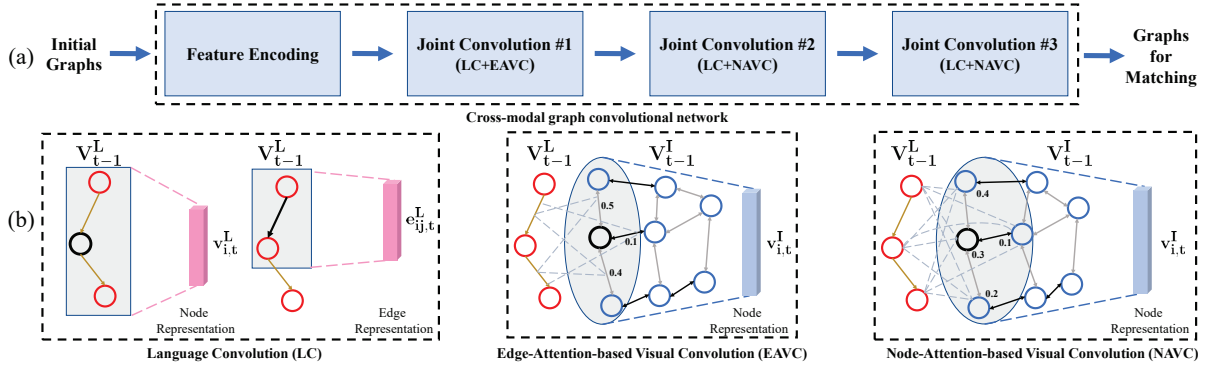 (a)
Initial
Graphs
Feature Encoding
Joint Convolution #1
(LC+EAVC)
Joint Convolution #2
(LC+NAVC)
Joint Convolution #3
(LC+NAVC)
Graphs
for
Matching
Cross-modal graph convolutional network
(b)
V^L_{t-1}
v^L_{i,t}
Node
Representation
V^L_{t-1}
e^L_{ij,t}
Edge
Representation
Language Convolution (LC)
V^L_{t-1}
V^I_{t-1}
0.5
0.1
0.4
v^I_{i,t}
Node
Representation
Edge-Attention-based Visual Convolution (EAVC)
V^L_{t-1}
V^I_{t-1}
0.4
0.1
0.3
0.2
v^I_{i,t}
Node
Representation
Node-Attention-based Visual Convolution (NAVC)